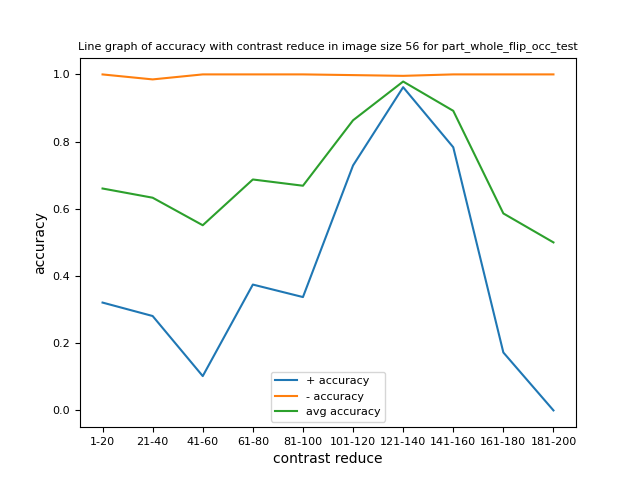 Line graph of accuracy with contrast reduce in image size 56 for part_whole_flip_occ_test
1.0
0.8
0.6
0.4
0.2
0.0
accuracy
+ accuracy
- accuracy
avg accuracy
1-20 21-40 41-60 61-80 81-100 101-120 121-140 141-160 161-180 181-200
contrast reduce